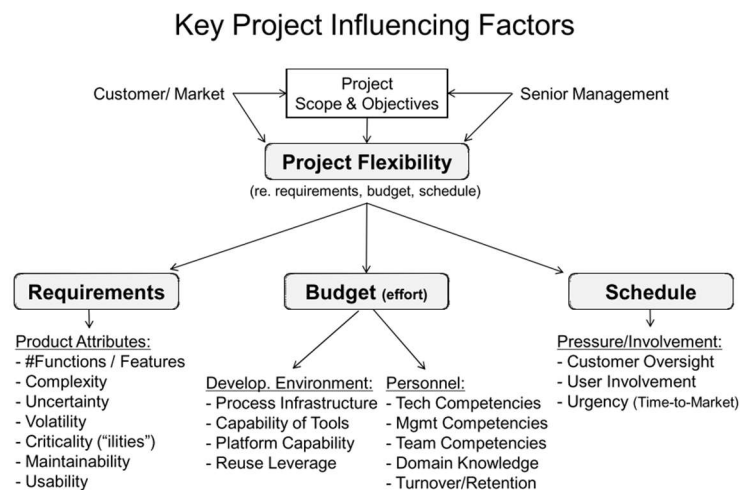 Key Project Influencing Factors
Customer/ Market
Project
Scope & Objectives
Senior Management
Project Flexibility
(re. requirements, budget, schedule)
Requirements
Budget (effort)
Schedule
Product Attributes:
- #Functions / Features
- Complexity
- Uncertainty
- Volatility
- Criticality (“ilities”)
- Maintainability
- Usability
Develop. Environment:
- Process Infrastructure
- Capability of Tools
- Platform Capability
- Reuse Leverage
Personnel:
- Tech Competencies
- Mgmt Competencies
- Team Competencies
- Domain Knowledge
- Turnover/Retention
Pressure/Involvement:
- Customer Oversight
- User Involvement
- Urgency (Time-to-Market)